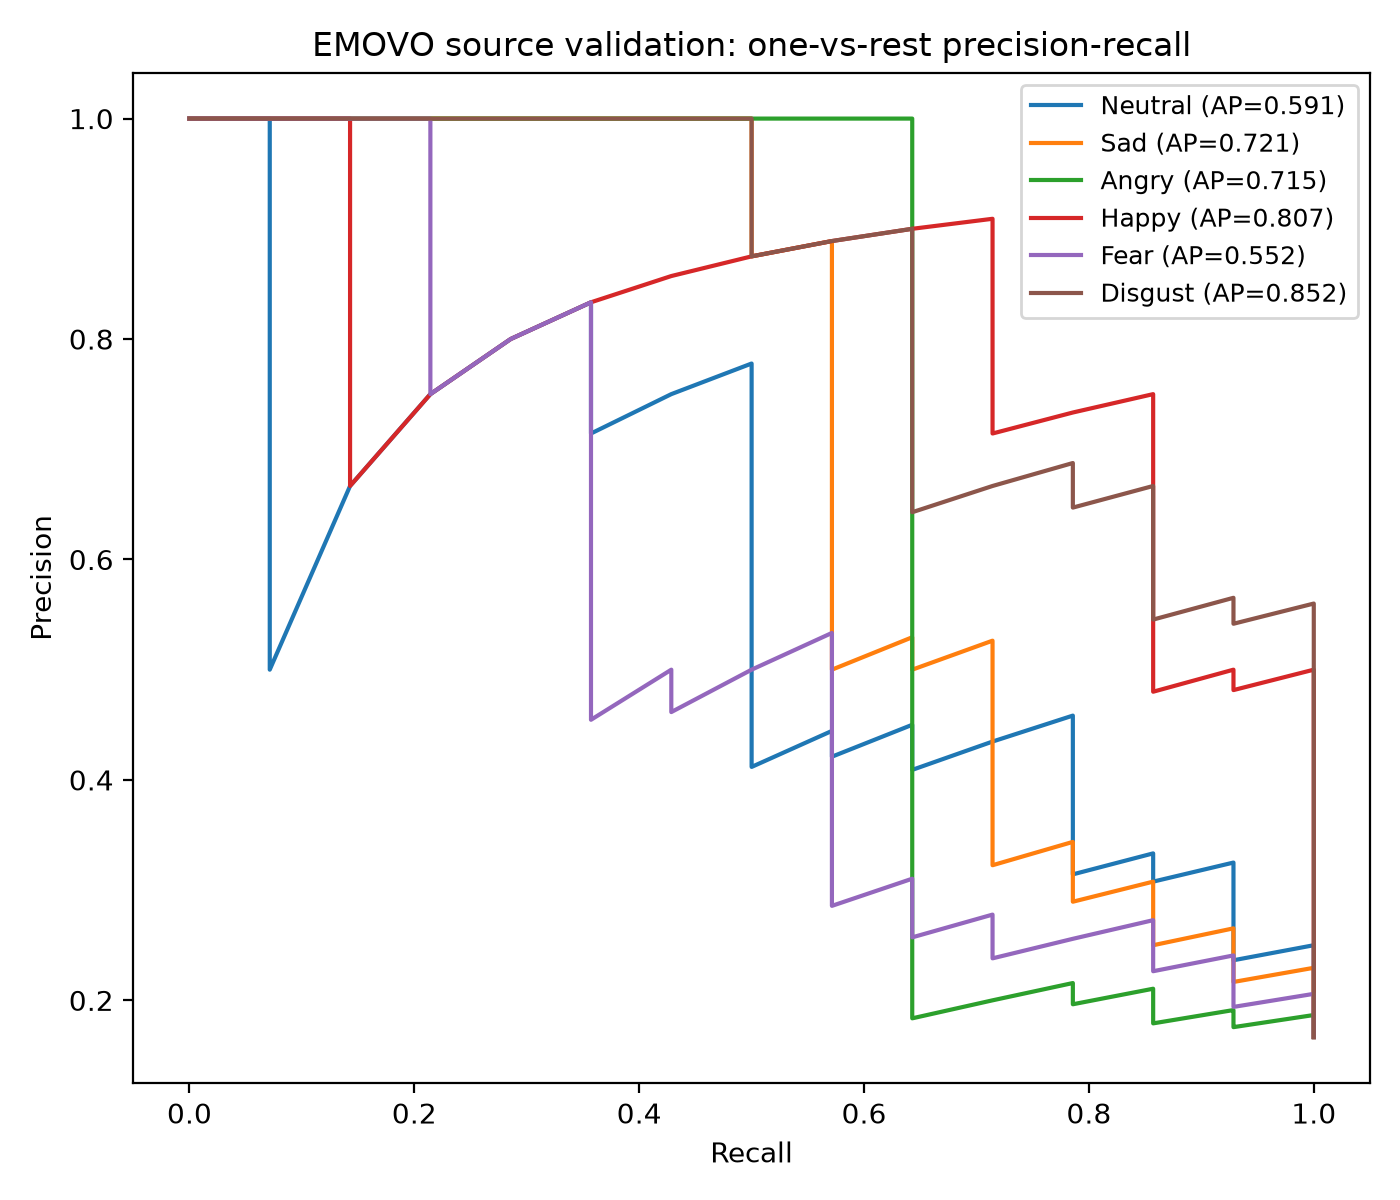 EMOVO source validation: one-vs-rest precision-recall
Neutral (AP=0.591)
Sad (AP=0.721)
Angry (AP=0.715)
Happy (AP=0.807)
Fear (AP=0.552)
Disgust (AP=0.852)
1.0
0.8
0.6
0.4
0.2
Precision
0.0 0.2 0.4 0.6 0.8 1.0
Recall